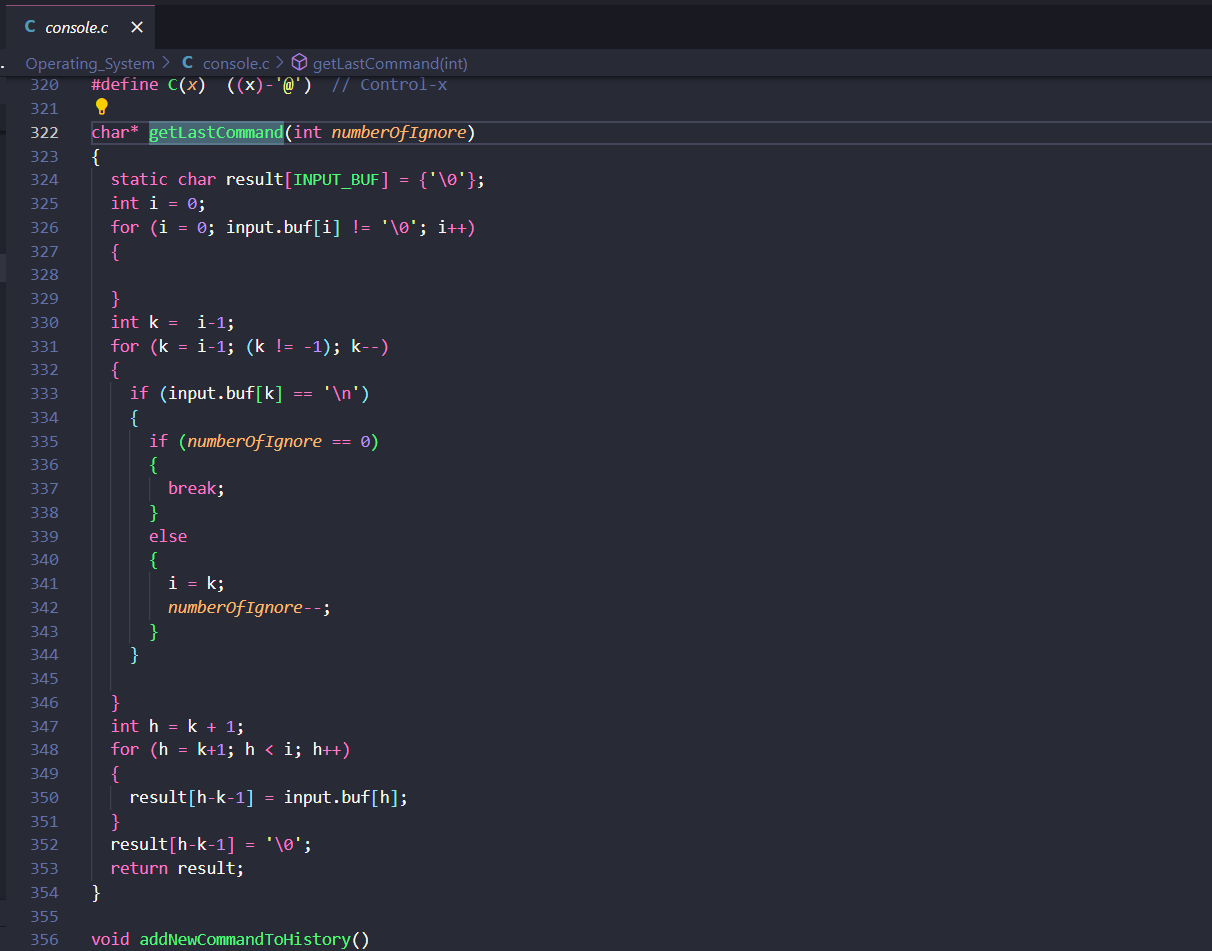 C console.c ×
Operating_System > C console.c > getLastCommand(int)
320 #define C(x)  ((x)-'@')  // Control-x
321
322 char* getLastCommand(int numberOfIgnore)
323 {
324   static char result[INPUT_BUF] = {'\0'};
325   int i = 0;
326   for (i = 0; input.buf[i] != '\0'; i++)
327   {
328
329   }
330   int k =  i-1;
331   for (k = i-1; (k != -1); k--)
332   {
333     if (input.buf[k] == '\n')
334     {
335       if (numberOfIgnore == 0)
336       {
337         break;
338       }
339       else
340       {
341         i = k;
342         numberOfIgnore--;
343       }
344     }
345
346   }
347   int h = k + 1;
348   for (h = k+1; h < i; h++)
349   {
350     result[h-k-1] = input.buf[h];
351   }
352   result[h-k-1] = '\0';
353   return result;
354 }
355
356 void addNewCommandToHistory()